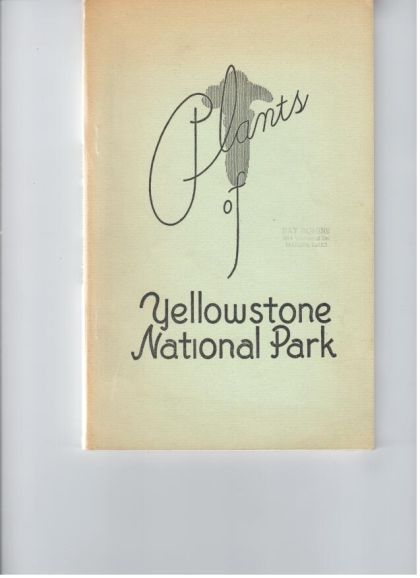 Plants
of
Yellowstone
National Park